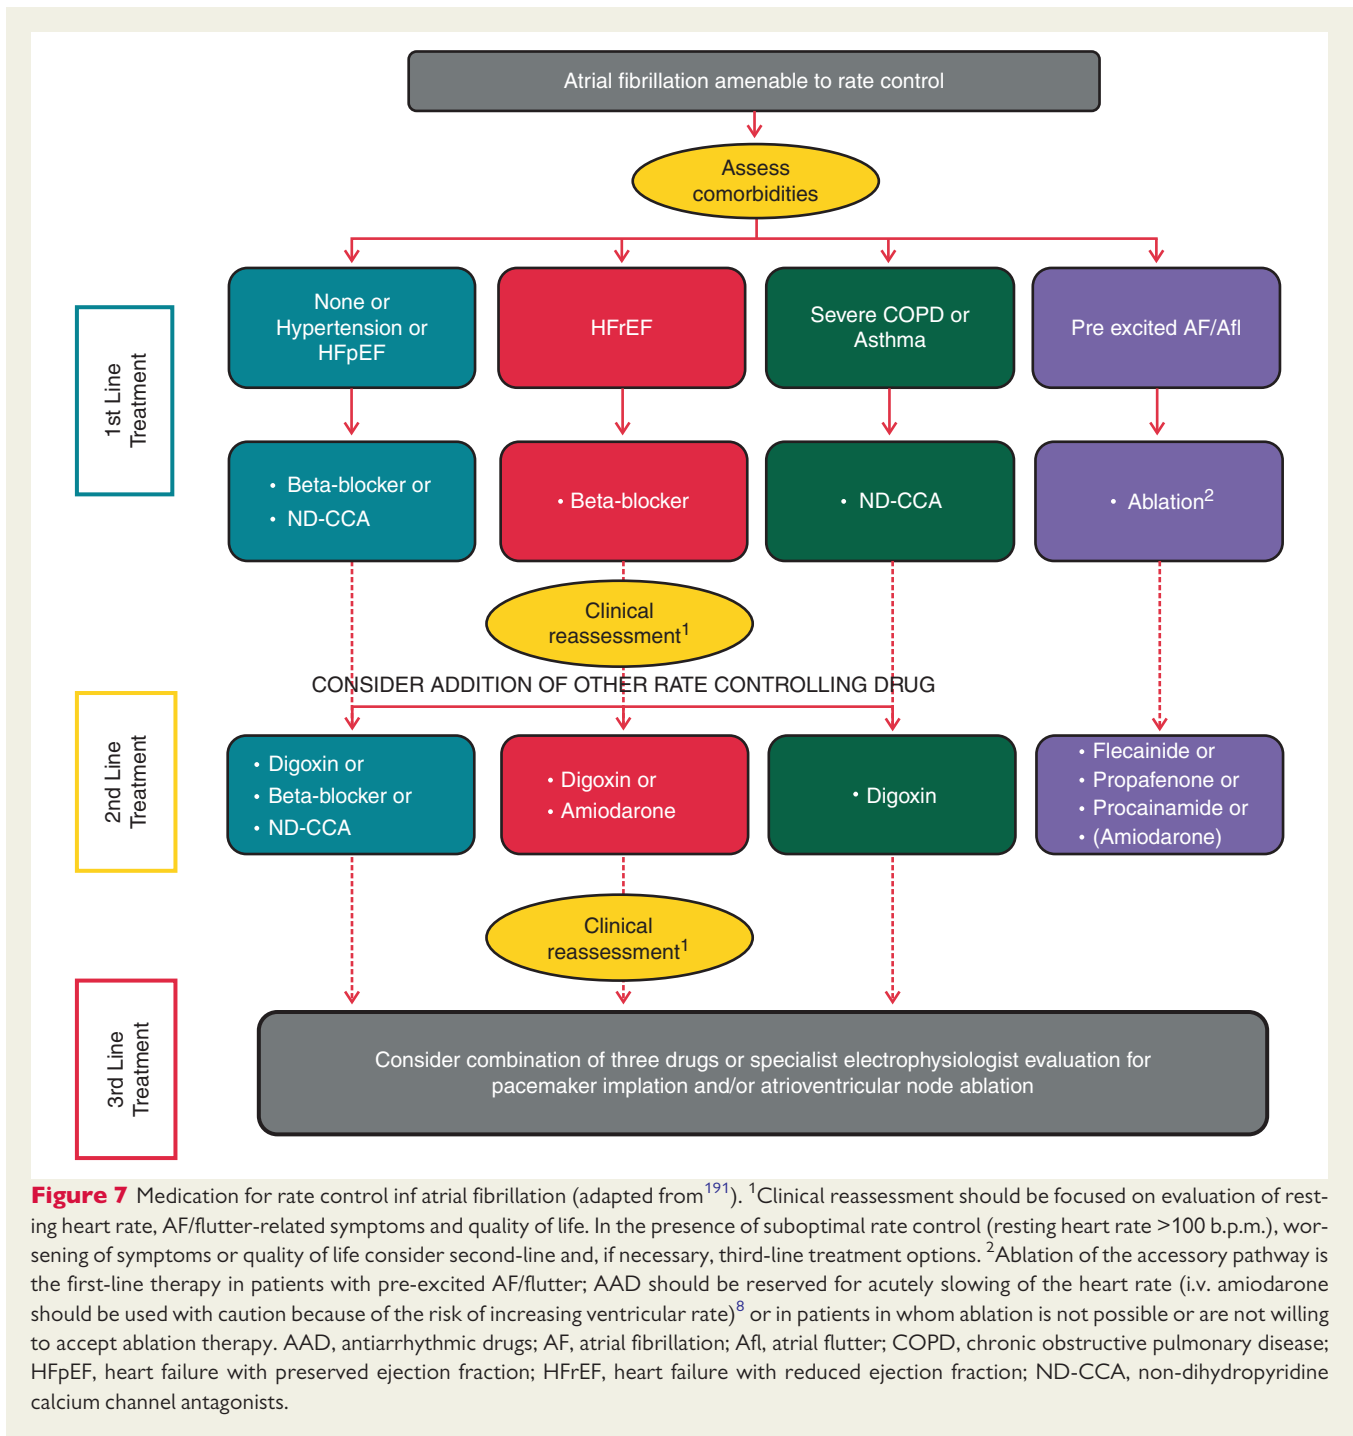 Atrial fibrillation amenable to rate control
Assess
comorbidities
1st Line
Treatment
None or
Hypertension or
HFpEF
HFrEF
Severe COPD or
Asthma
Pre excited AF/Afl
• Beta-blocker or
• ND-CCA
• Beta-blocker
• ND-CCA
• Ablation²
Clinical
reassessment¹
CONSIDER ADDITION OF OTHER RATE CONTROLLING DRUG
2nd Line
Treatment
• Digoxin or
• Beta-blocker or
• ND-CCA
• Digoxin or
• Amiodarone
• Digoxin
• Flecainide or
• Propafenone or
• Procainamide or
• (Amiodarone)
Clinical
reassessment¹
3rd Line
Treatment
Consider combination of three drugs or specialist electrophysiologist evaluation for
pacemaker implation and/or atrioventricular node ablation
Figure 7 Medication for rate control inf atrial fibrillation (adapted from¹⁹¹). ¹Clinical reassessment should be focused on evaluation of rest-
ing heart rate, AF/flutter-related symptoms and quality of life. In the presence of suboptimal rate control (resting heart rate >100 b.p.m.), wor-
sening of symptoms or quality of life consider second-line and, if necessary, third-line treatment options. ²Ablation of the accessory pathway is
the first-line therapy in patients with pre-excited AF/flutter; AAD should be reserved for acutely slowing of the heart rate (i.v. amiodarone
should be used with caution because of the risk of increasing ventricular rate)⁸ or in patients in whom ablation is not possible or are not willing
to accept ablation therapy. AAD, antiarrhythmic drugs; AF, atrial fibrillation; Afl, atrial flutter; COPD, chronic obstructive pulmonary disease;
HFpEF, heart failure with preserved ejection fraction; HFrEF, heart failure with reduced ejection fraction; ND-CCA, non-dihydropyridine
calcium channel antagonists.